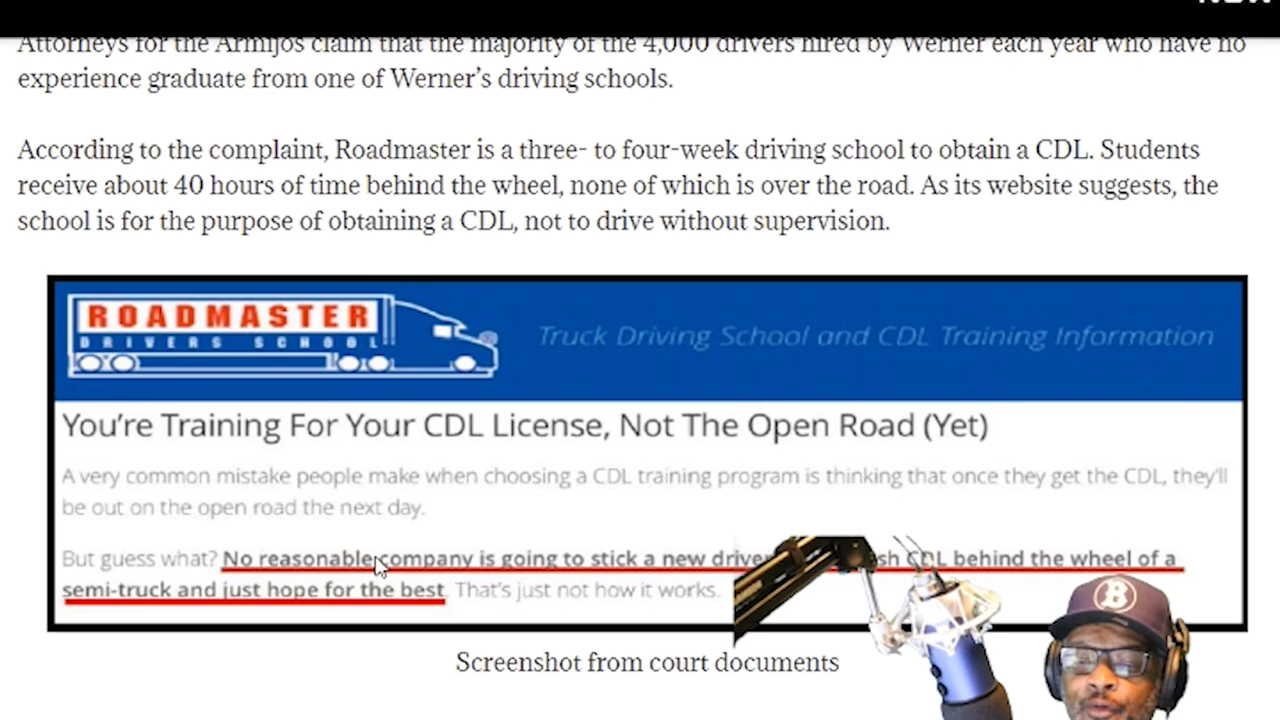 NOW
Attorneys for the Armijos claim that the majority of the 4,000 drivers hired by Werner each year who have no
experience graduate from one of Werner’s driving schools.
According to the complaint, Roadmaster is a three- to four-week driving school to obtain a CDL. Students
receive about 40 hours of time behind the wheel, none of which is over the road. As its website suggests, the
school is for the purpose of obtaining a CDL, not to drive without supervision.
ROADMASTER
DRIVERS SCHOOL
Truck Driving School and CDL Training Information
You’re Training For Your CDL License, Not The Open Road (Yet)
A very common mistake people make when choosing a CDL training program is thinking that once they get the CDL, they’ll
be out on the open road the next day.
But guess what? No reasonable company is going to stick a new driver CDL behind the wheel of a
semi-truck and just hope for the best. That’s just not how it works.
Screenshot from court documents
B